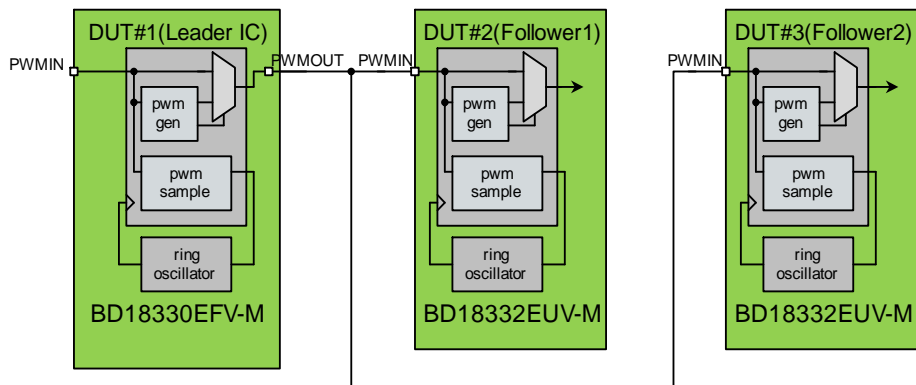 DUT#1(Leader IC)
DUT#2(Follower1)
DUT#3(Follower2)
PWMIN
PWMOUT
PWMIN
PWMIN
pwm
gen
pwm
gen
pwm
gen
pwm
sample
pwm
sample
pwm
sample
ring
oscillator
ring
oscillator
ring
oscillator
BD18330EFV-M
BD18332EUV-M
BD18332EUV-M